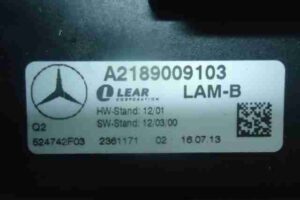 A2189009103
LEAR
CORPORATION
LAM-B
HW-Stand: 12/01
SW-Stand: 12/03/00
Q2
524742F03 2361171 02 16.07.13